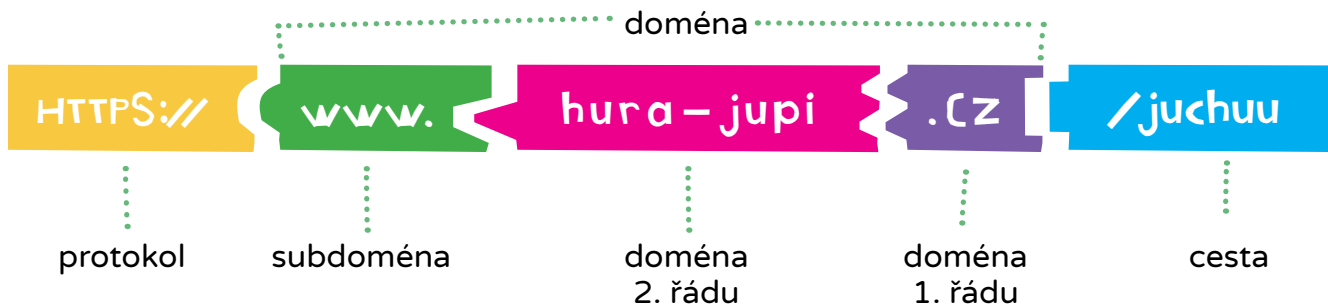 doména
HTTPS:// www. hura-jupi .cz /juchuu
protokol subdoména doména 2. řádu doména 1. řádu cesta